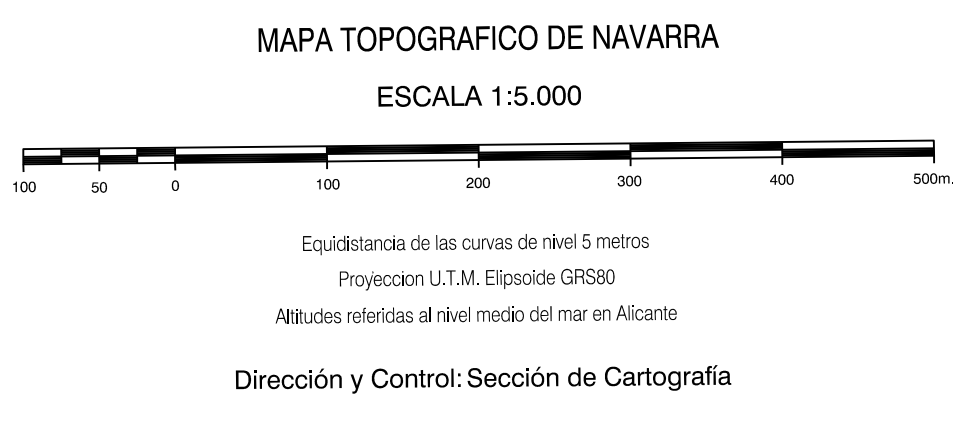 MAPA TOPOGRAFICO DE NAVARRA
ESCALA 1:5.000
100 50 0 100 200 300 400 500m.
Equidistancia de las curvas de nivel 5 metros
Proyeccion U.T.M. Elipsoide GRS80
Altitudes referidas al nivel medio del mar en Alicante
Dirección y Control: Sección de Cartografía